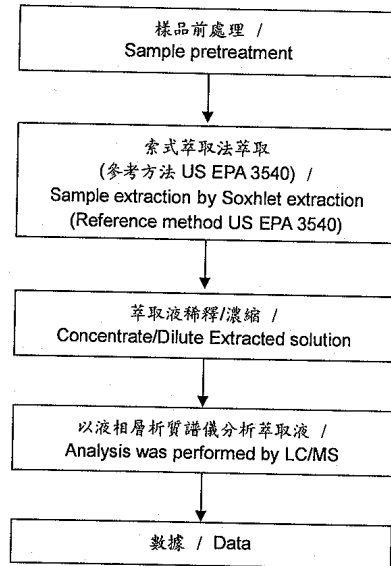 樣品前處理 /
Sample pretreatment
索式萃取法萃取
(參考方法 US EPA 3540) /
Sample extraction by Soxhlet extraction
(Reference method US EPA 3540)
萃取液稀釋/濃縮 /
Concentrate/Dilute Extracted solution
以液相層析質譜儀分析萃取液 /
Analysis was performed by LC/MS
數據 / Data